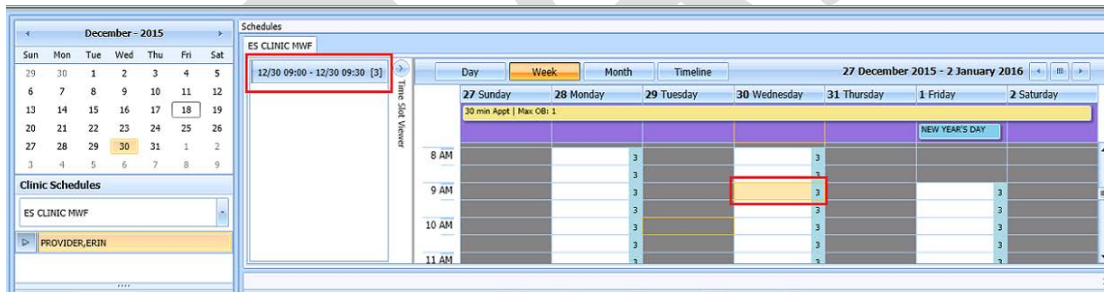 December - 2015
Sun Mon Tue Wed Thu Fri Sat
29 30 1 2 3 4 5
6 7 8 9 10 11 12
13 14 15 16 17 18 19
20 21 22 23 24 25 26
27 28 29 30 31 1 2
3 4 5 6 7 8 9
Clinic Schedules
ES CLINIC MWF
PROVIDER,ERIN
Schedules
ES CLINIC MWF
12/30 09:00 - 12/30 09:30 [3]
Time Slot Viewer
Day Week Month Timeline 27 December 2015 - 2 January 2016
27 Sunday 28 Monday 29 Tuesday 30 Wednesday 31 Thursday 1 Friday 2 Saturday
30 min Appt | Max OB: 1
NEW YEAR'S DAY
8 AM 3 3
3 3
9 AM 3 3 3
3 3 3
10 AM 3 3 3
3 3 3
11 AM 3 3 3